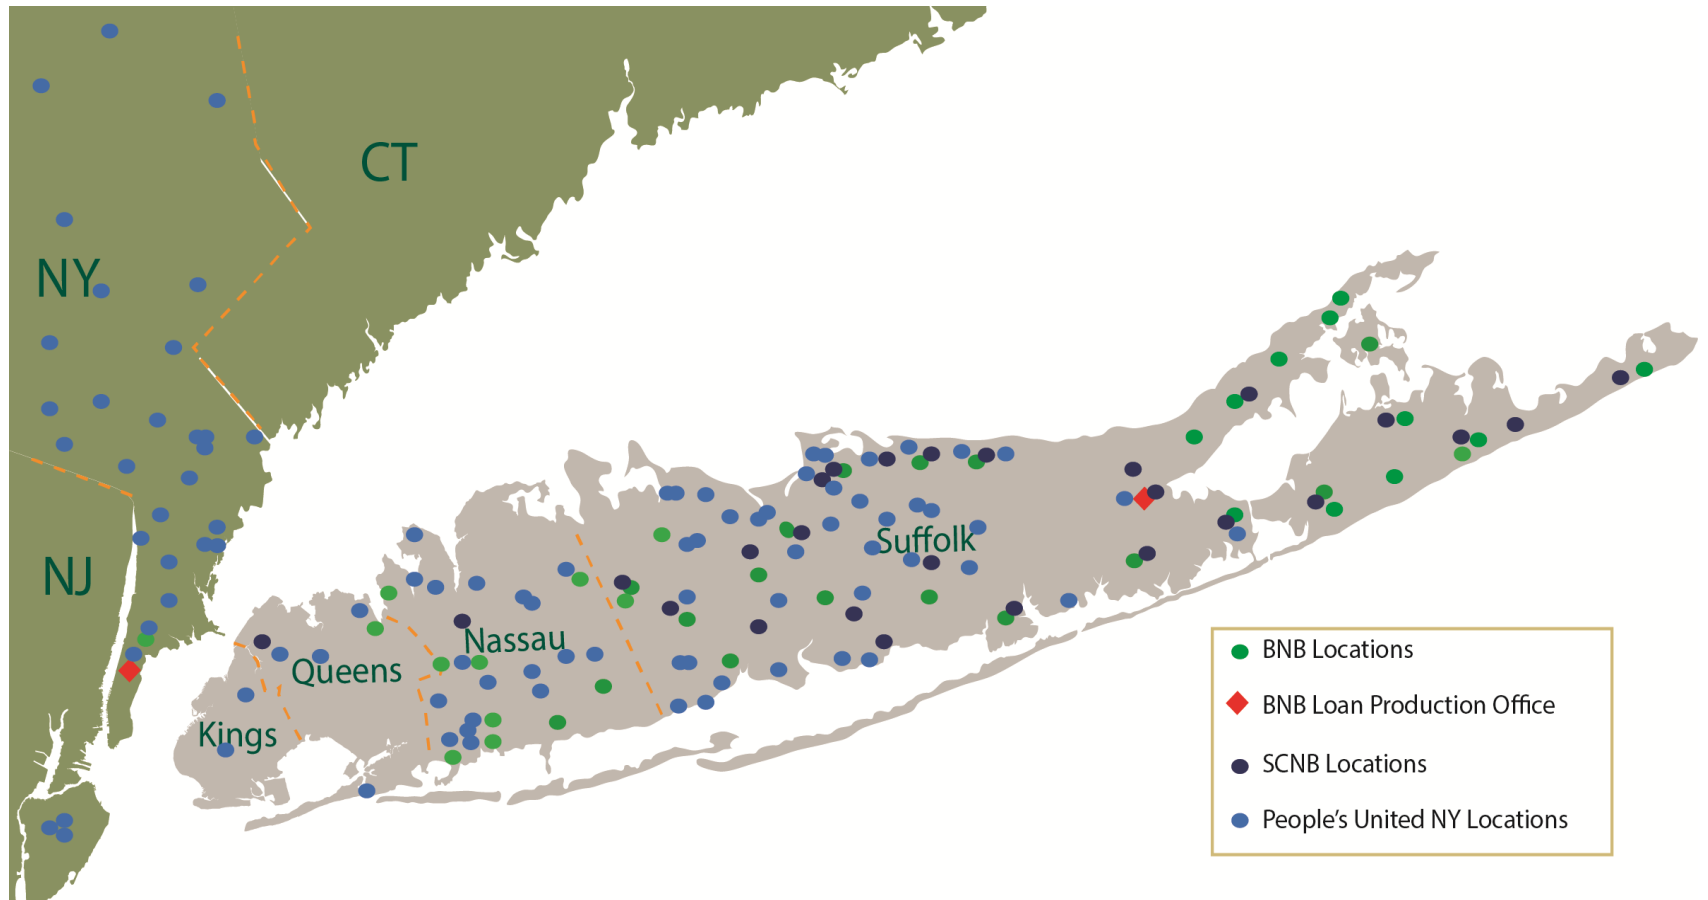 CT
NY
NJ
Suffolk
Nassau
Queens
Kings
BNB Locations
BNB Loan Production Office
SCNB Locations
People’s United NY Locations